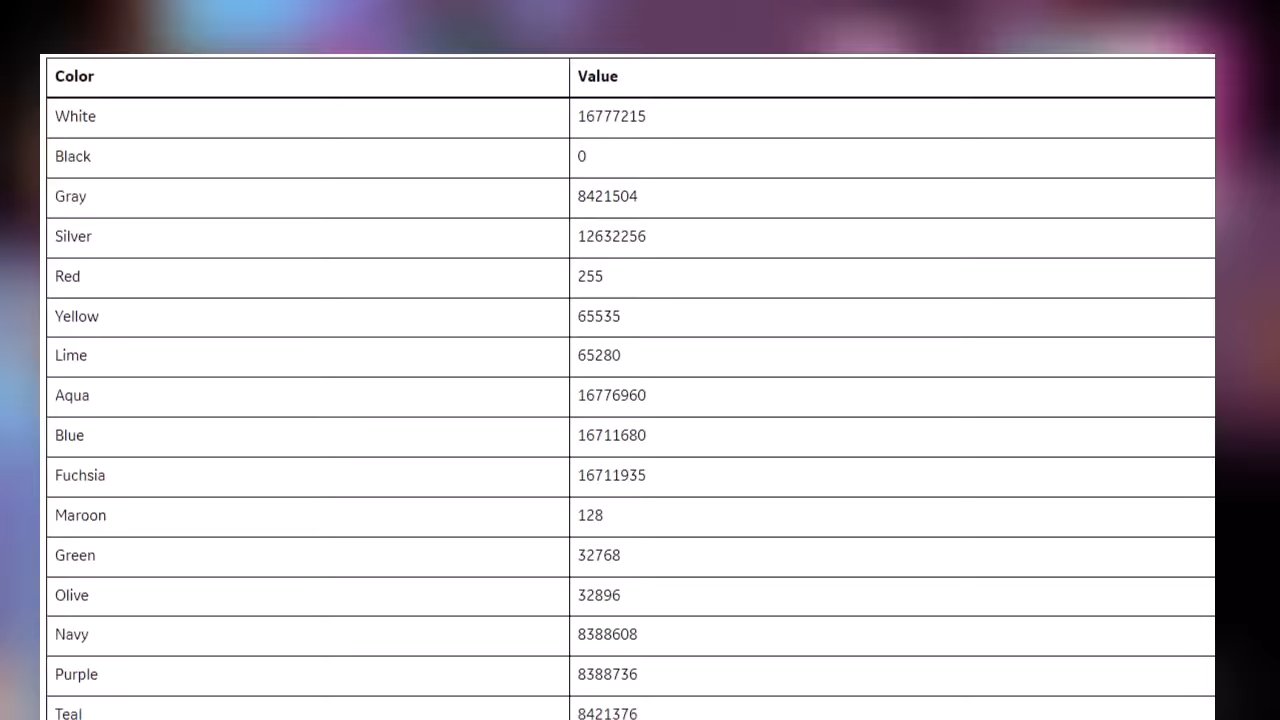 Color Value
White 16777215
Black 0
Gray 8421504
Silver 12632256
Red 255
Yellow 65535
Lime 65280
Aqua 16776960
Blue 16711680
Fuchsia 16711935
Maroon 128
Green 32768
Olive 32896
Navy 8388608
Purple 8388736
Teal 8421376